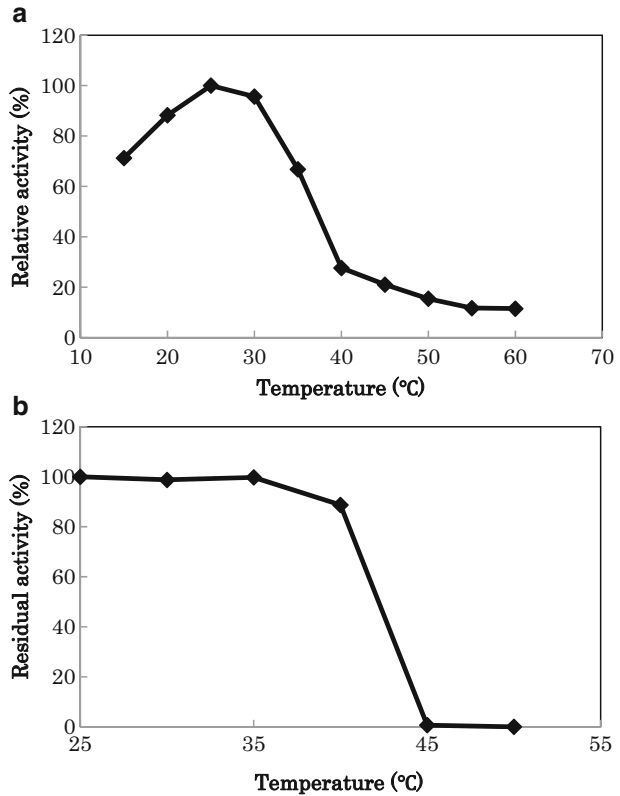 a
120
100
80
60
40
20
0
Relative activity (%)
10 20 30 40 50 60 70
Temperature (℃)
b
120
100
80
60
40
20
0
Residual activity (%)
25 35 45 55
Temperature (℃)